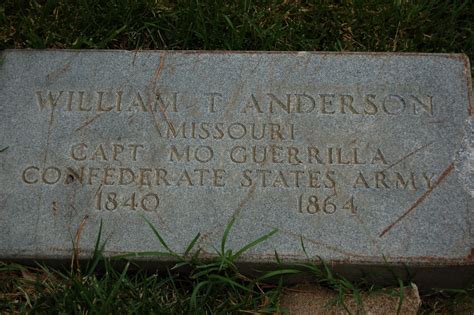 WILLIAM T. ANDERSON
MISSOURI
CAPT MO GUERRILLA
CONFEDERATE STATES ARMY
1840 1864